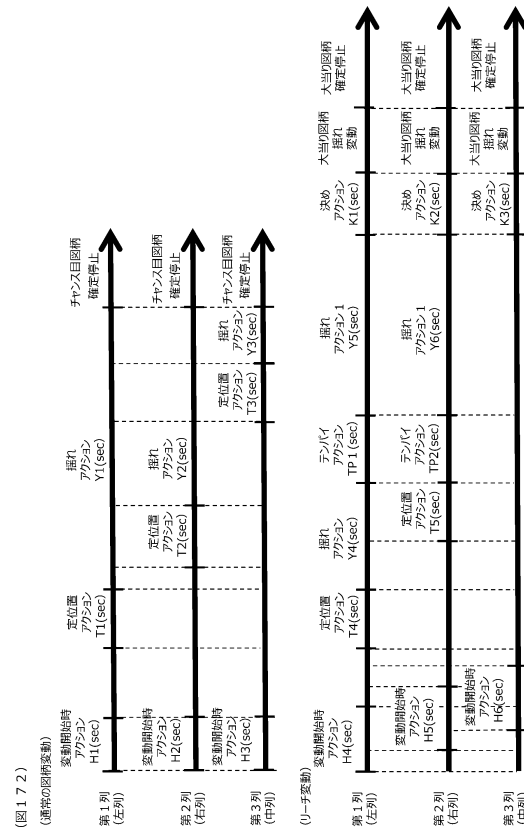 (図１７２)
(通常の図柄変動)
変動開始時
アクション
H1(sec)
定位置
アクション
T1(sec)
揺れ
アクション
Y1(sec)
チャンス目図柄
確定停止
第１列
(左列)
変動開始時
アクション
H2(sec)
定位置
アクション
T2(sec)
揺れ
アクション
Y2(sec)
チャンス目図柄
確定停止
第２列
(右列)
変動開始時
アクション
H3(sec)
定位置
アクション
T3(sec)
揺れ
アクション
Y3(sec)
チャンス目図柄
確定停止
第３列
(中列)
(リーチ変動)
変動開始時
アクション
H4(sec)
定位置
アクション
T4(sec)
揺れ
アクション
Y4(sec)
テンパイ
アクション
TP１(sec)
揺れ
アクション１
Y5(sec)
決め
アクション
K1(sec)
大当り図柄
揺れ
変動
大当り図柄
確定停止
第１列
(左列)
変動開始時
アクション
H5(sec)
定位置
アクション
T5(sec)
テンパイ
アクション
TP2(sec)
揺れ
アクション１
Y6(sec)
決め
アクション
K2(sec)
大当り図柄
揺れ
変動
大当り図柄
確定停止
第２列
(右列)
変動開始時
アクション
H6(sec)
決め
アクション
K3(sec)
大当り図柄
揺れ
変動
大当り図柄
確定停止
第３列
(中列)